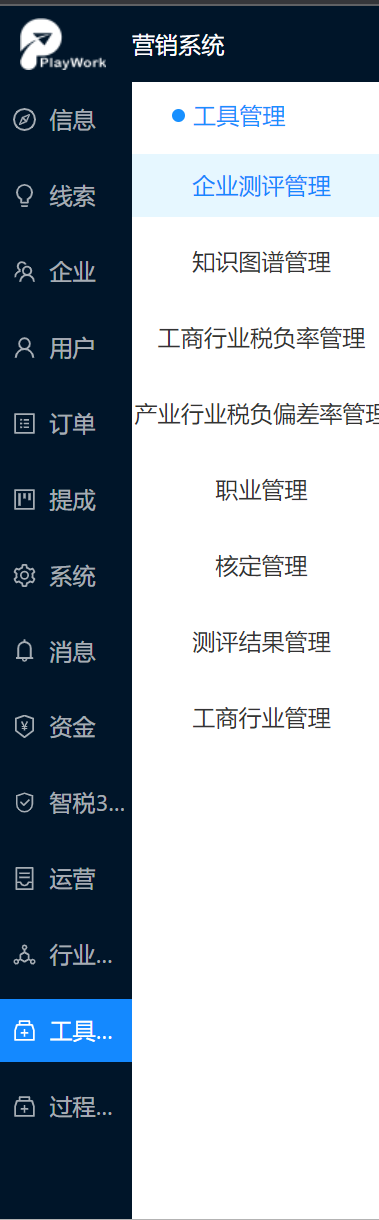 PlayWork
营销系统
信息
线索
企业
用户
订单
提成
系统
消息
资金
智税3...
运营
行业...
工具...
过程...
工具管理
企业测评管理
知识图谱管理
工商行业税负率管理
产业行业税负偏差率管理
职业管理
核定管理
测评结果管理
工商行业管理